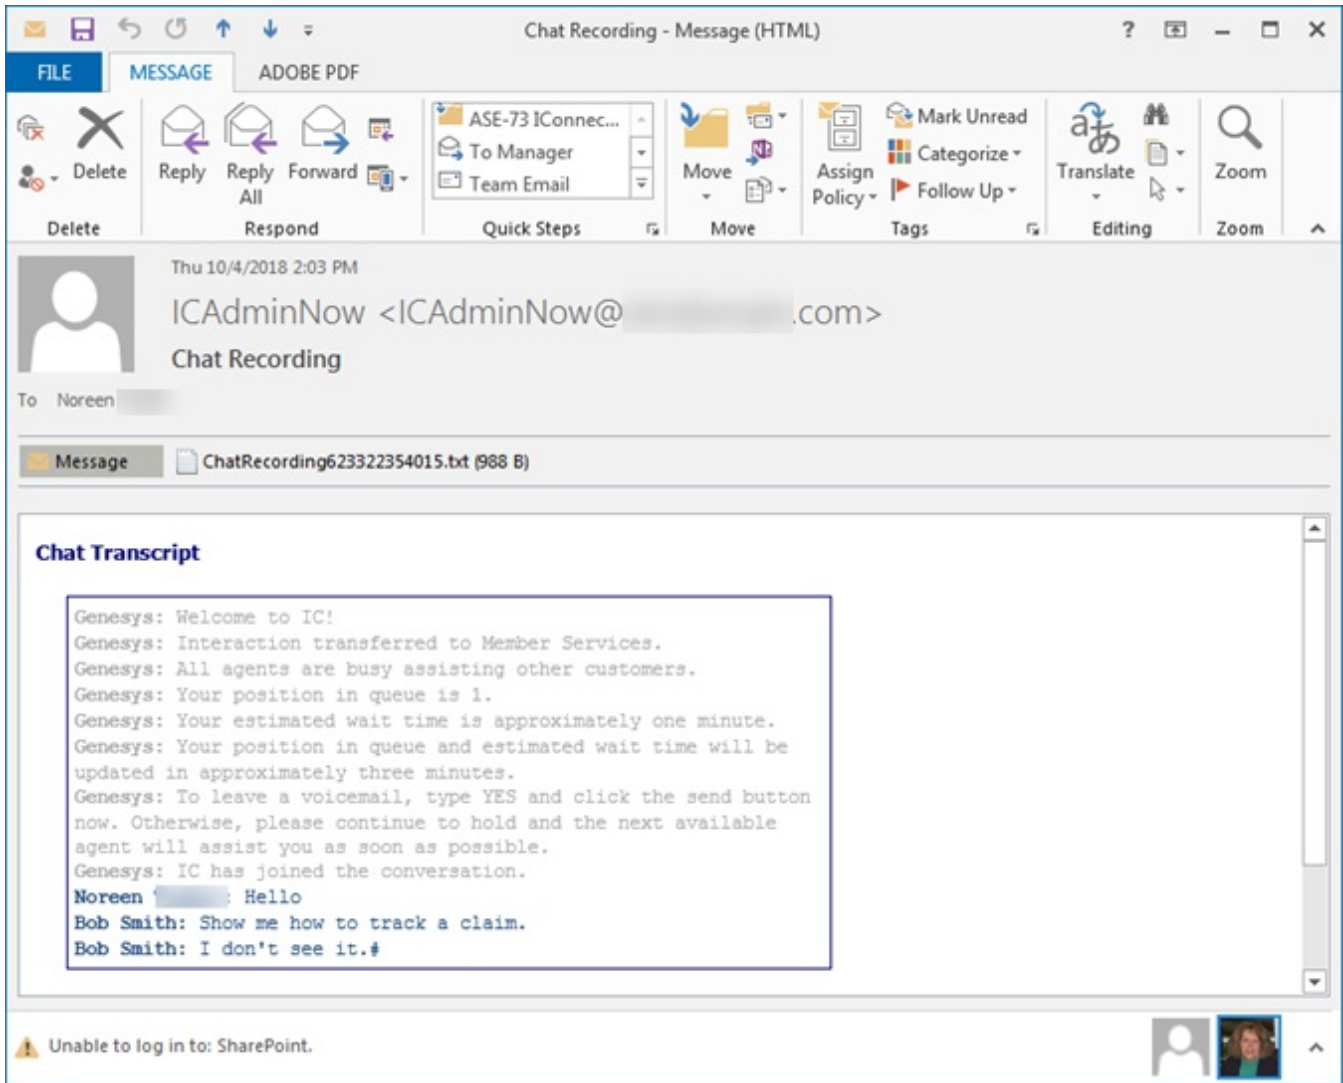 Chat Recording - Message (HTML)
?
FILE
MESSAGE
ADOBE PDF
Delete
Reply
Reply All
Forward
ASE-73 IConnec...
To Manager
Team Email
Move
Assign Policy
Mark Unread
Categorize
Follow Up
Translate
Zoom
Delete
Respond
Quick Steps
Move
Tags
Editing
Zoom
Thu 10/4/2018 2:03 PM
ICAdminNow <ICAdminNow@ .com>
Chat Recording
To Noreen
Message
ChatRecording623322354015.txt (988 B)
Chat Transcript
Genesys: Welcome to IC!
Genesys: Interaction transferred to Member Services.
Genesys: All agents are busy assisting other customers.
Genesys: Your position in queue is 1.
Genesys: Your estimated wait time is approximately one minute.
Genesys: Your position in queue and estimated wait time will be
updated in approximately three minutes.
Genesys: To leave a voicemail, type YES and click the send button
now. Otherwise, please continue to hold and the next available
agent will assist you as soon as possible.
Genesys: IC has joined the conversation.
Noreen : Hello
Bob Smith: Show me how to track a claim.
Bob Smith: I don't see it.#
Unable to log in to: SharePoint.